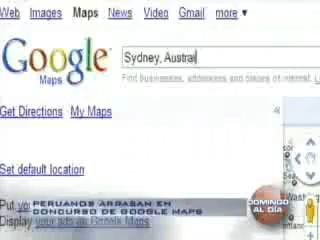 Web Images Maps News Video Gmail more ▼
Google
Maps
Sydney, Austral
Find businesses, addresses and places of interest.
Get Directions My Maps
Set default location
Put
PERUANOS ARRASAN EN
CONCURSO DE GOOGLE MAPS
Display your ads on Google Maps
DOMINGO
AL DÍA